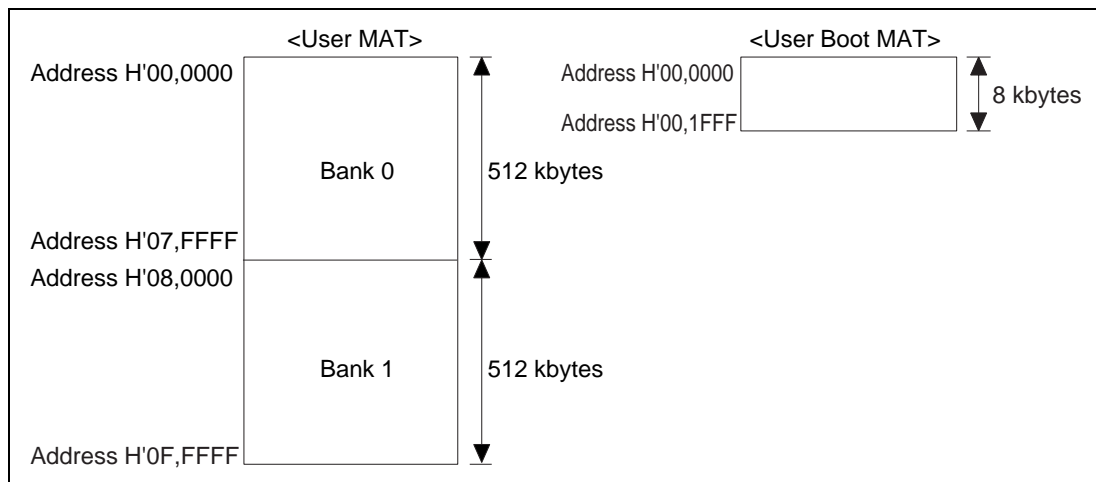 <User MAT>
Address H'00,0000
Bank 0
512 kbytes
Address H'07,FFFF
Address H'08,0000
Bank 1
512 kbytes
Address H'0F,FFFF
<User Boot MAT>
Address H'00,0000
8 kbytes
Address H'00,1FFF